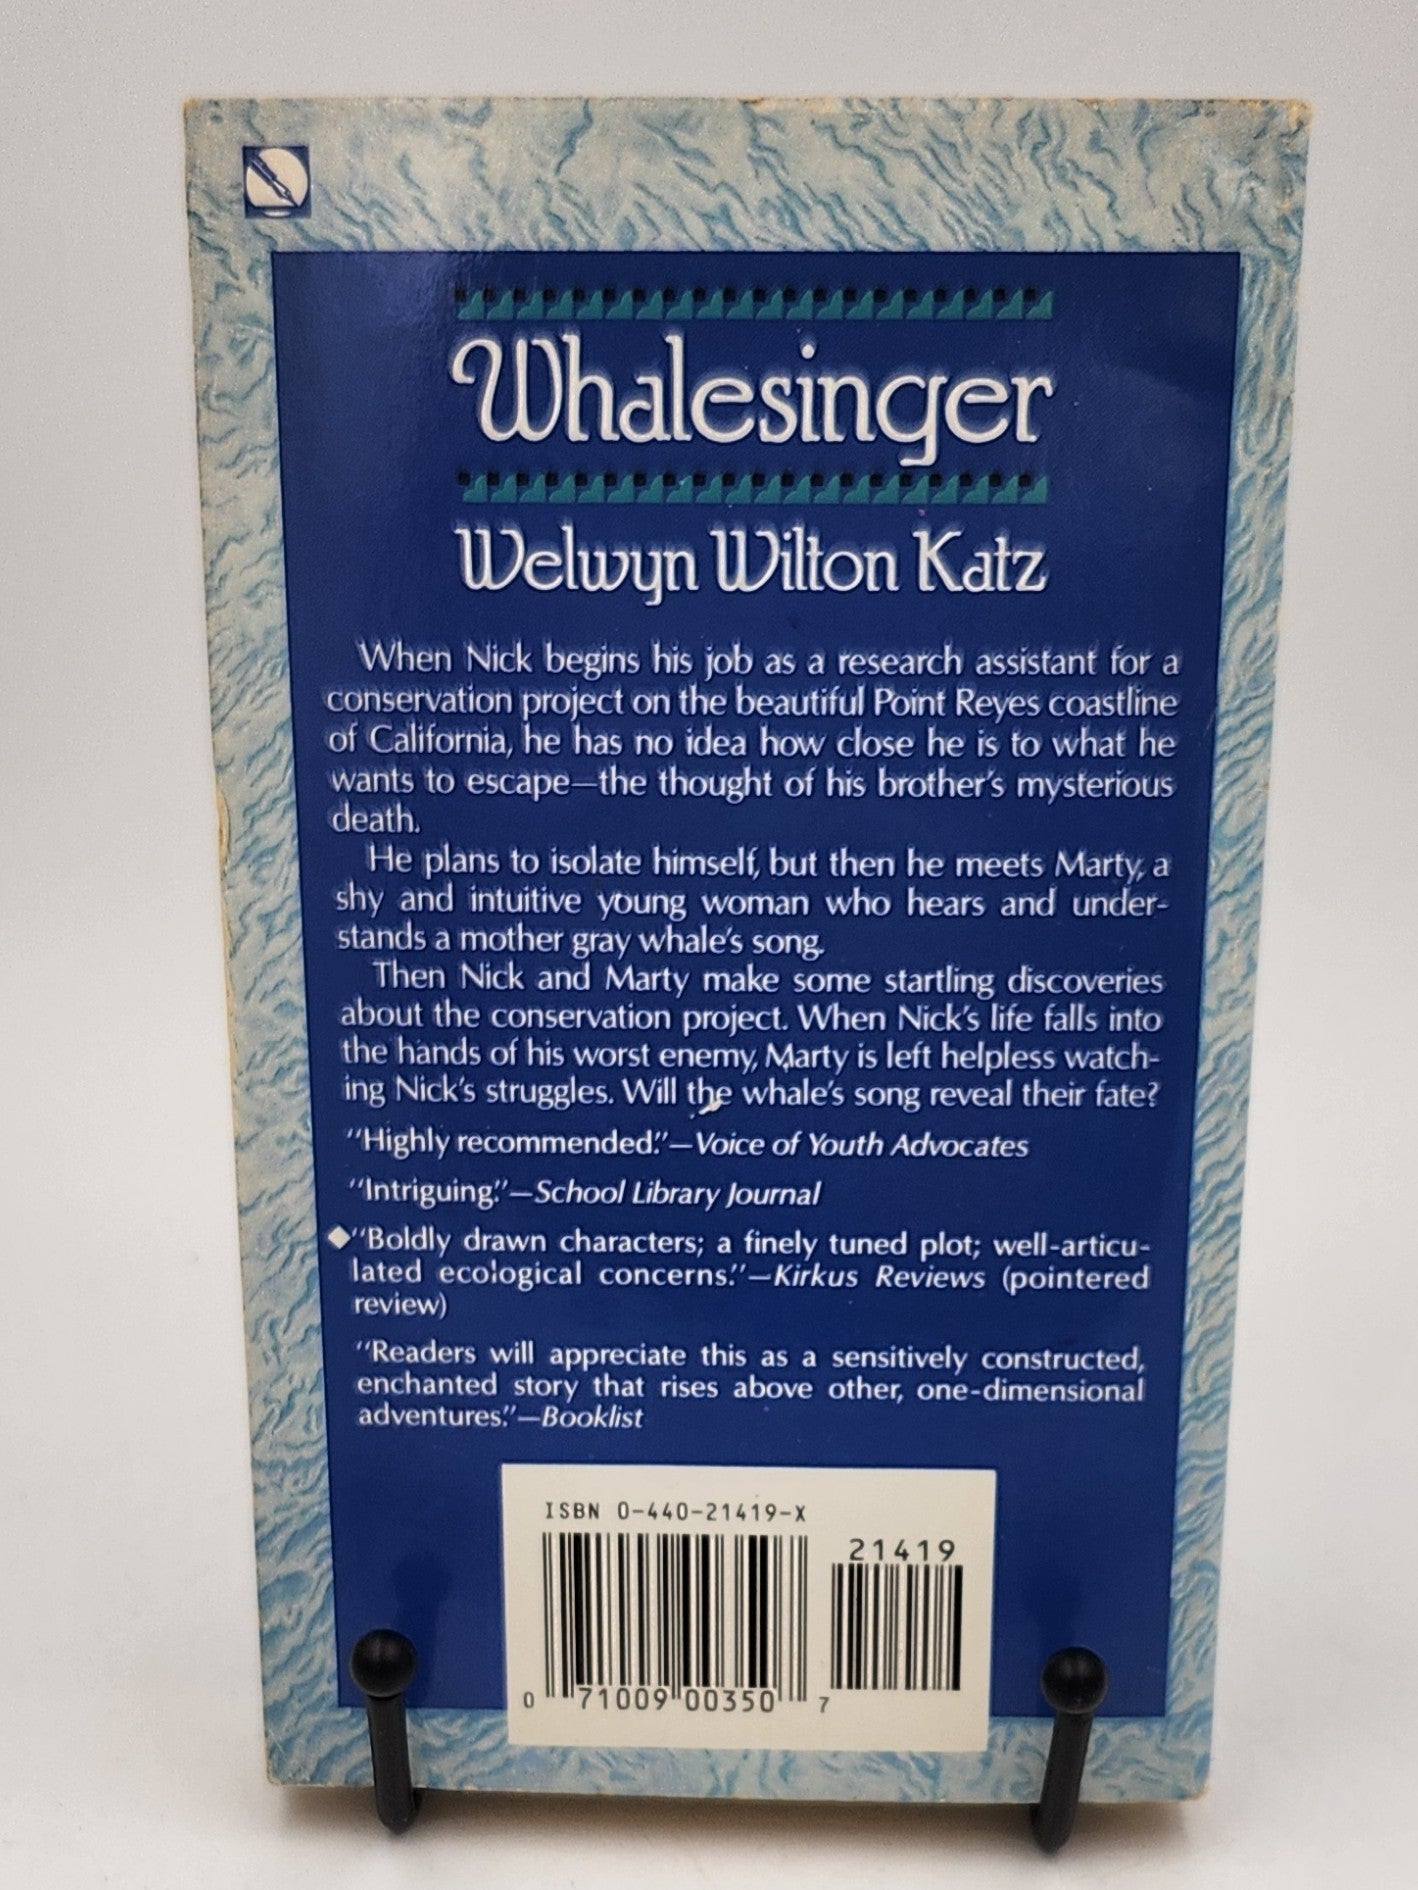 Whalesinger
Welwyn Wilton Katz
When Nick begins his job as a research assistant for a
conservation project on the beautiful Point Reyes coastline
of California, he has no idea how close he is to what he
wants to escape—the thought of his brother's mysterious
death.
He plans to isolate himself, but then he meets Marty, a
shy and intuitive young woman who hears and under-
stands a mother gray whale's song.
Then Nick and Marty make some startling discoveries
about the conservation project. When Nick's life falls into
the hands of his worst enemy, Marty is left helpless watch-
ing Nick's struggles. Will the whale's song reveal their fate?
"Highly recommended."—Voice of Youth Advocates
"Intriguing."—School Library Journal
◆"Boldly drawn characters; a finely tuned plot; well-articu-
lated ecological concerns."—Kirkus Reviews (pointered
review)
"Readers will appreciate this as a sensitively constructed,
enchanted story that rises above other, one-dimensional
adventures."—Booklist
ISBN 0-440-21419-X
21419
0 71009 00350 7